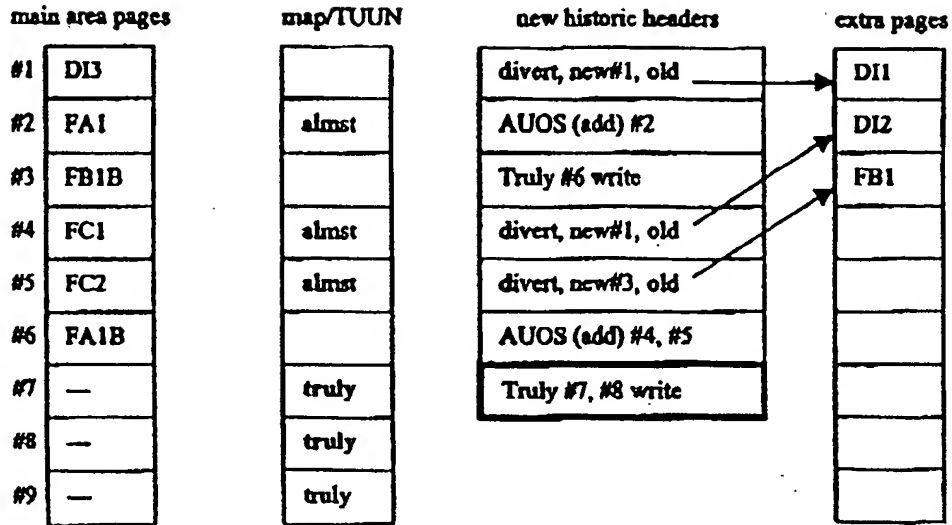 main area pages map/TUUN new historic headers extra pages
#1 DI3 divert, new#1, old DI1
#2 FA1 almst AUOS (add) #2 DI2
#3 FB1B Truly #6 write FB1
#4 FC1 almst divert, new#1, old
#5 FC2 almst divert, new#3, old
#6 FA1B AUOS (add) #4, #5
#7 — truly Truly #7, #8 write
#8 — truly
#9 — truly